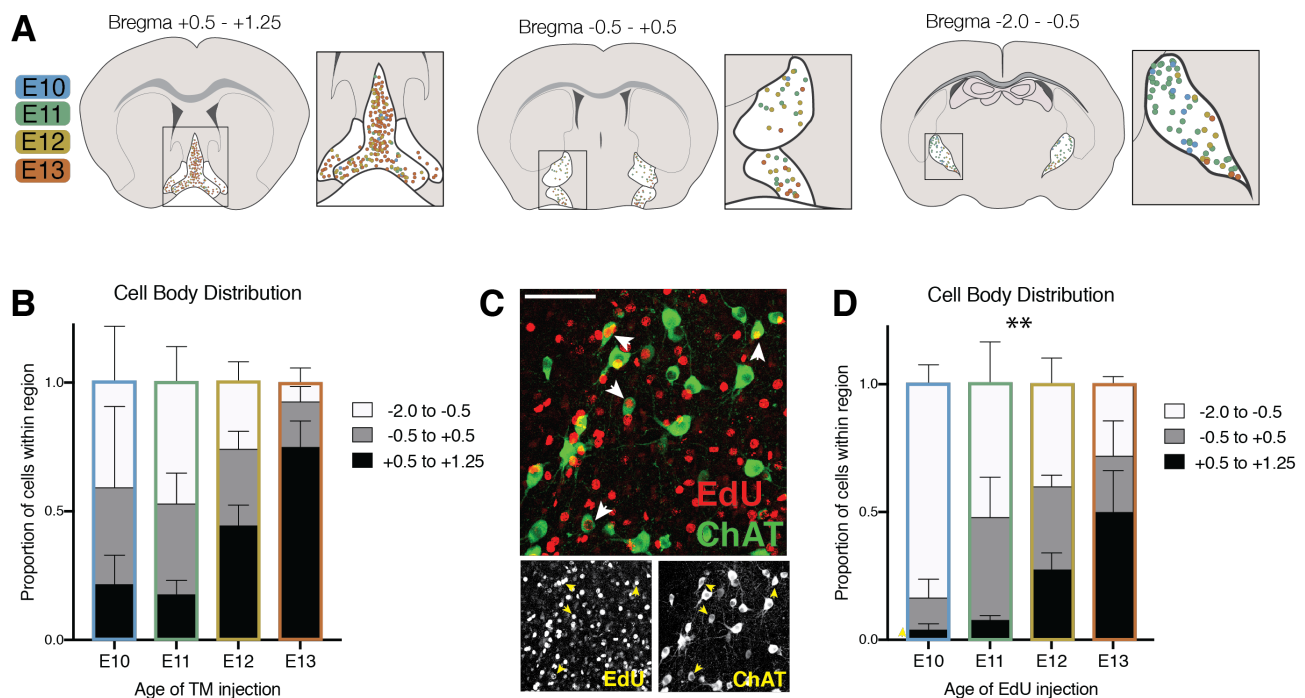 A
Bregma +0.5 - +1.25
Bregma -0.5 - +0.5
Bregma -2.0 - -0.5
E10
E11
E12
E13
B
Cell Body Distribution
Proportion of cells within region
1.0
0.5
0.0
E10 E11 E12 E13
Age of TM injection
-2.0 to -0.5
-0.5 to +0.5
+0.5 to +1.25
C
EdU
ChAT
EdU
ChAT
D
Cell Body Distribution
**
Proportion of cells within region
1.0
0.5
0.0
E10 E11 E12 E13
Age of EdU injection
-2.0 to -0.5
-0.5 to +0.5
+0.5 to +1.25